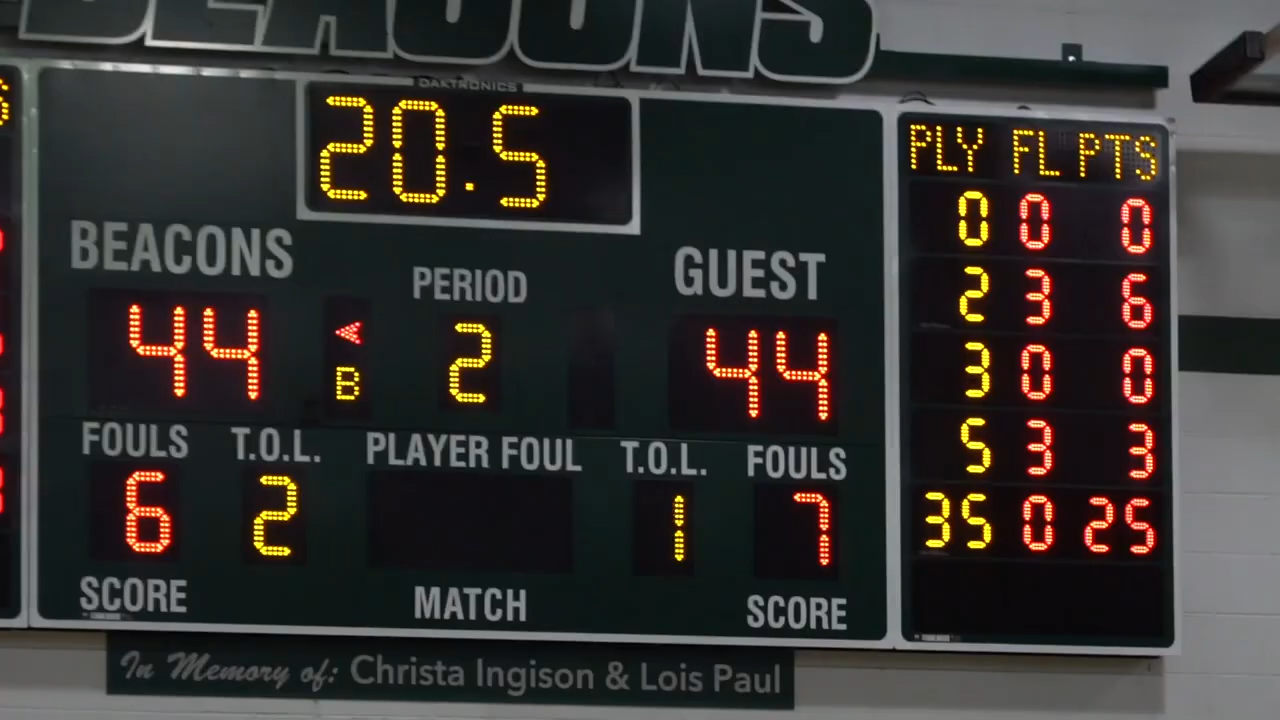 BEACONS
DAKTRONICS
20.5
PLY FL PTS
0 0 0
2 3 6
3 0 0
5 3 3
35 0 25
BEACONS PERIOD GUEST
44 B 2 44
FOULS T.O.L. PLAYER FOUL T.O.L. FOULS
6 2 1 7
SCORE MATCH SCORE
In Memory of: Christa Ingison & Lois Paul